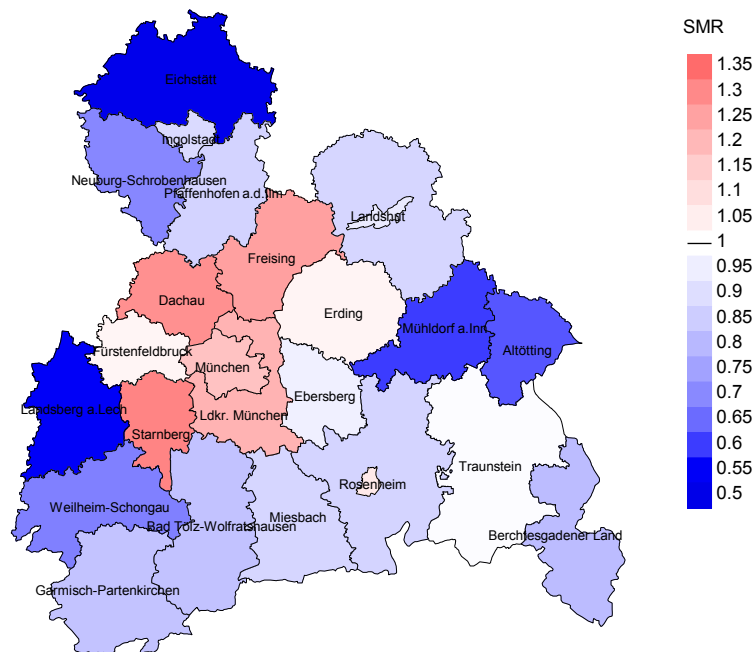 SMR
Eichstätt
Ingolstadt
Neuburg-Schrobenhausen
Pfaffenhofen a.d.Ilm
Landshut
Freising
Dachau
Erding
Mühldorf a.Inn
Altötting
Fürstenfeldbruck
München
Ebersberg
Landsberg a.Lech
Ldkr. München
Starnberg
Traunstein
Rosenheim
Weilheim-Schongau
Miesbach
Bad Tölz-Wolfratshausen
Berchtesgadener Land
Garmisch-Partenkirchen
1.35
1.3
1.25
1.2
1.15
1.1
1.05
1
0.95
0.9
0.85
0.8
0.75
0.7
0.65
0.6
0.55
0.5